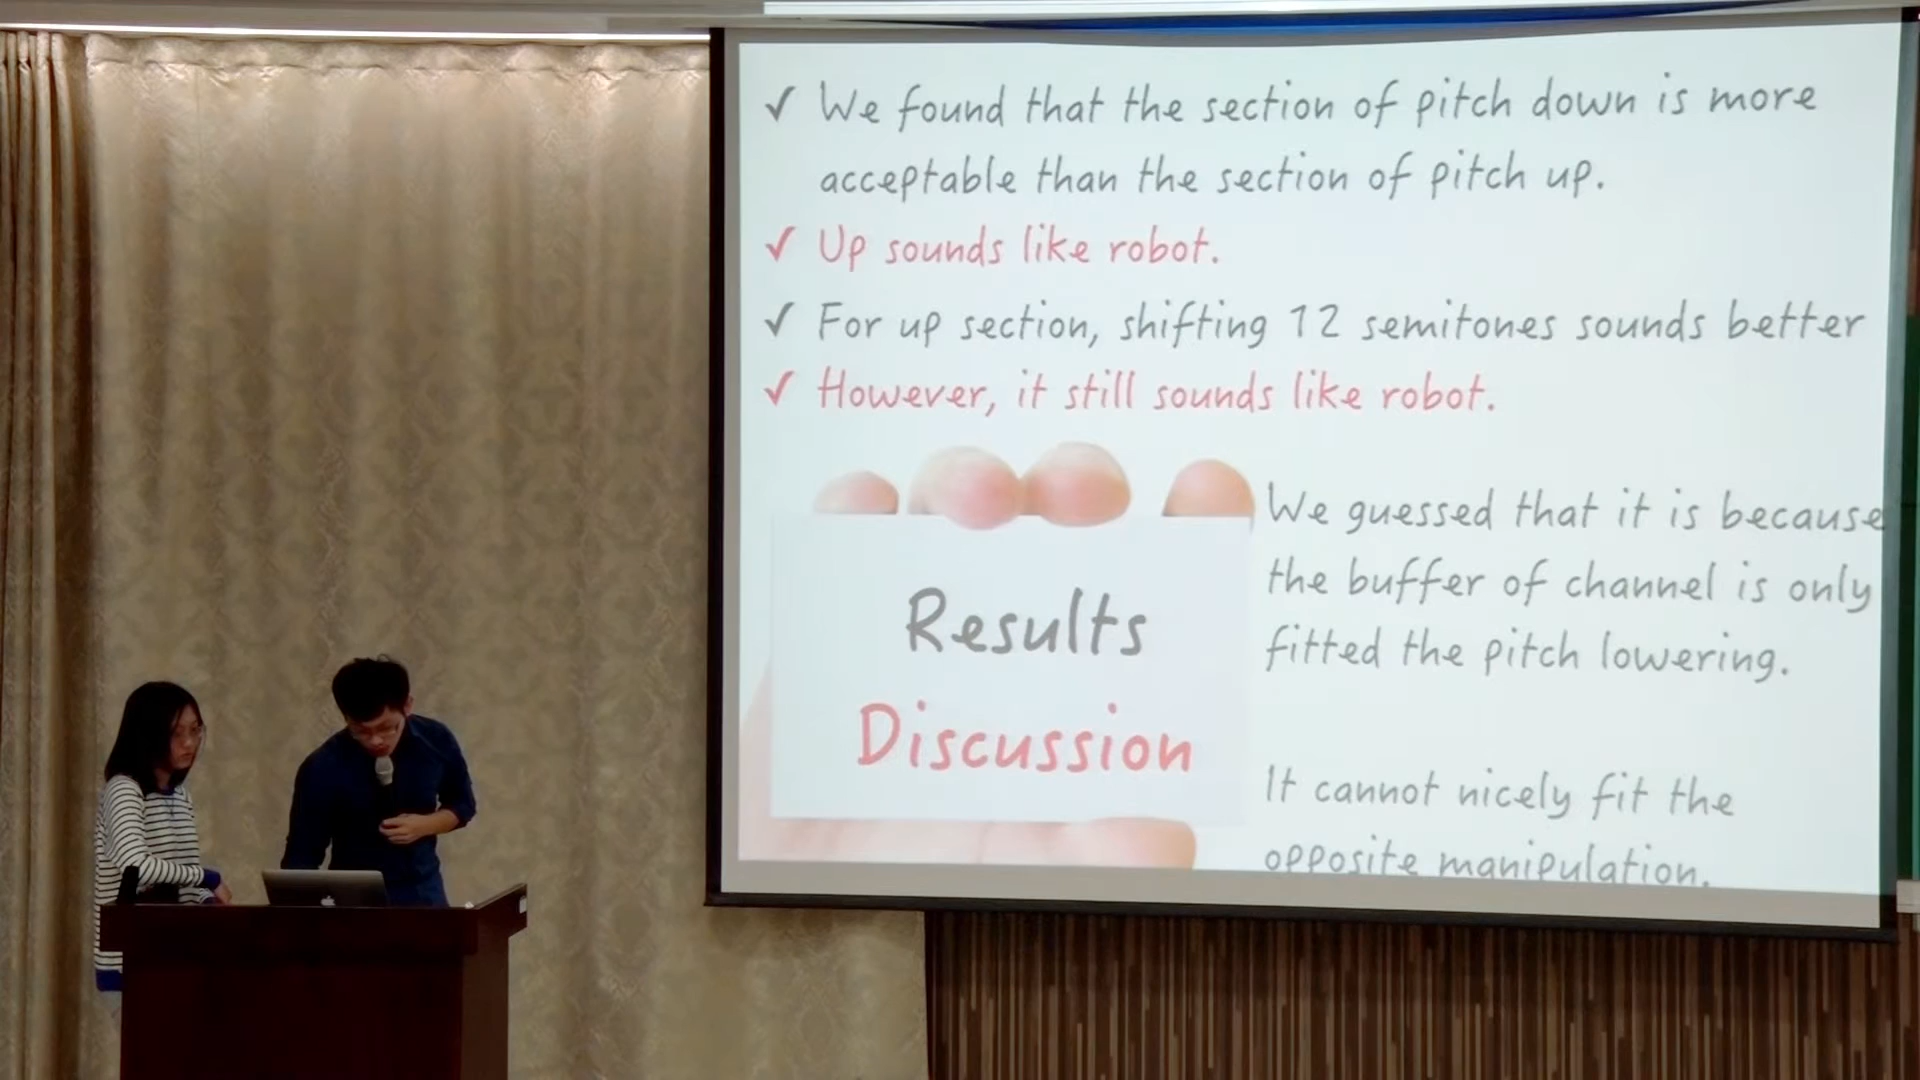 ✓ We found that the section of pitch down is more
acceptable than the section of pitch up.
✓ Up sounds like robot.
✓ For up section, shifting 12 semitones sounds better
✓ However, it still sounds like robot.
Results
Discussion
We guessed that it is because
the buffer of channel is only
fitted the pitch lowering.
It cannot nicely fit the
opposite manipulation.